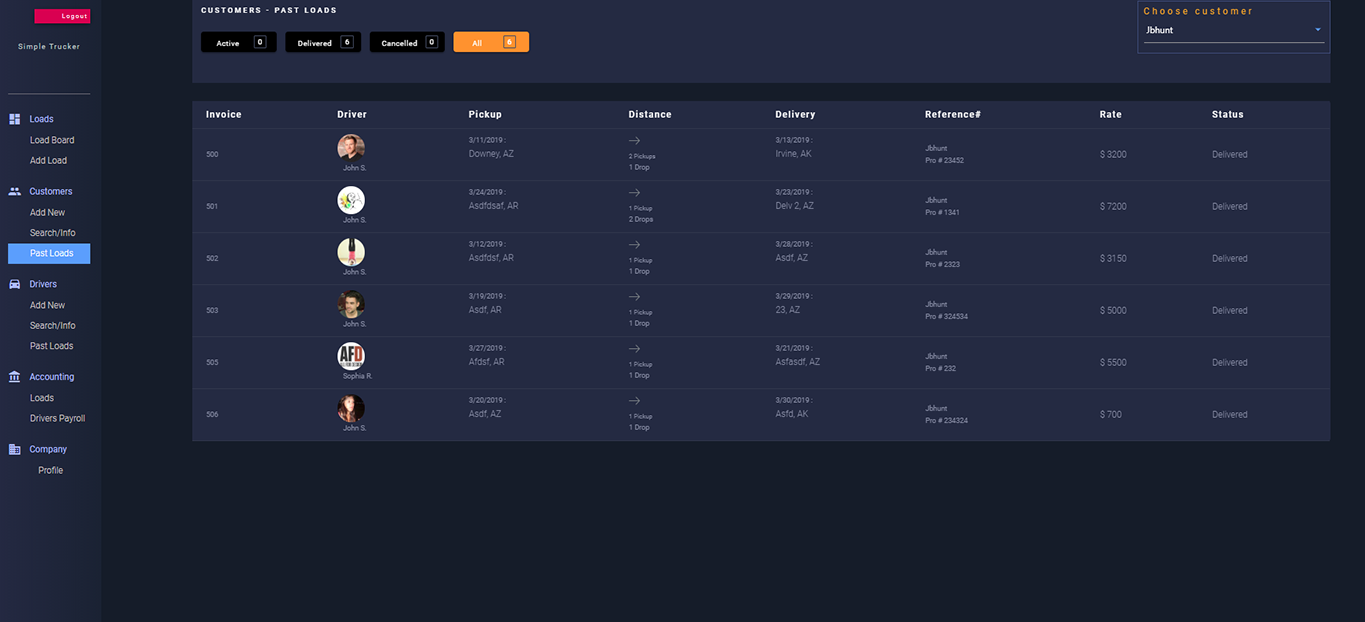 Logout
Simple Trucker
Loads
Load Board
Add Load
Customers
Add New
Search/Info
Past Loads
Drivers
Add New
Search/Info
Past Loads
Accounting
Loads
Drivers Payroll
Company
Profile
CUSTOMERS - PAST LOADS
Active 0 Delivered 6 Cancelled 0 All 6
Choose customer
Jbhunt
Invoice Driver Pickup Distance Delivery Reference# Rate Status
500 John S. 3/11/2019 : Downey, AZ 2 Pickups 1 Drop 3/13/2019 : Irvine, AK Jbhunt Pro # 23452 $ 3200 Delivered
501 John S. 3/24/2019 : Asdfdsaf, AR 1 Pickup 2 Drops 3/23/2019 : Delv 2, AZ Jbhunt Pro # 1341 $ 7200 Delivered
502 John S. 3/12/2019 : Asdfdsf, AR 1 Pickup 1 Drop 3/28/2019 : Asdf, AZ Jbhunt Pro # 2323 $ 3150 Delivered
503 John S. 3/19/2019 : Asdf, AR 1 Pickup 1 Drop 3/29/2019 : 23, AZ Jbhunt Pro # 324534 $ 5000 Delivered
505 AFD Sophia R. 3/27/2019 : Afdsf, AR 1 Pickup 1 Drop 3/21/2019 : Asfasdf, AZ Jbhunt Pro # 232 $ 5500 Delivered
506 John S. 3/20/2019 : Asdf, AZ 1 Pickup 1 Drop 3/30/2019 : Asfd, AK Jbhunt Pro # 234324 $ 700 Delivered